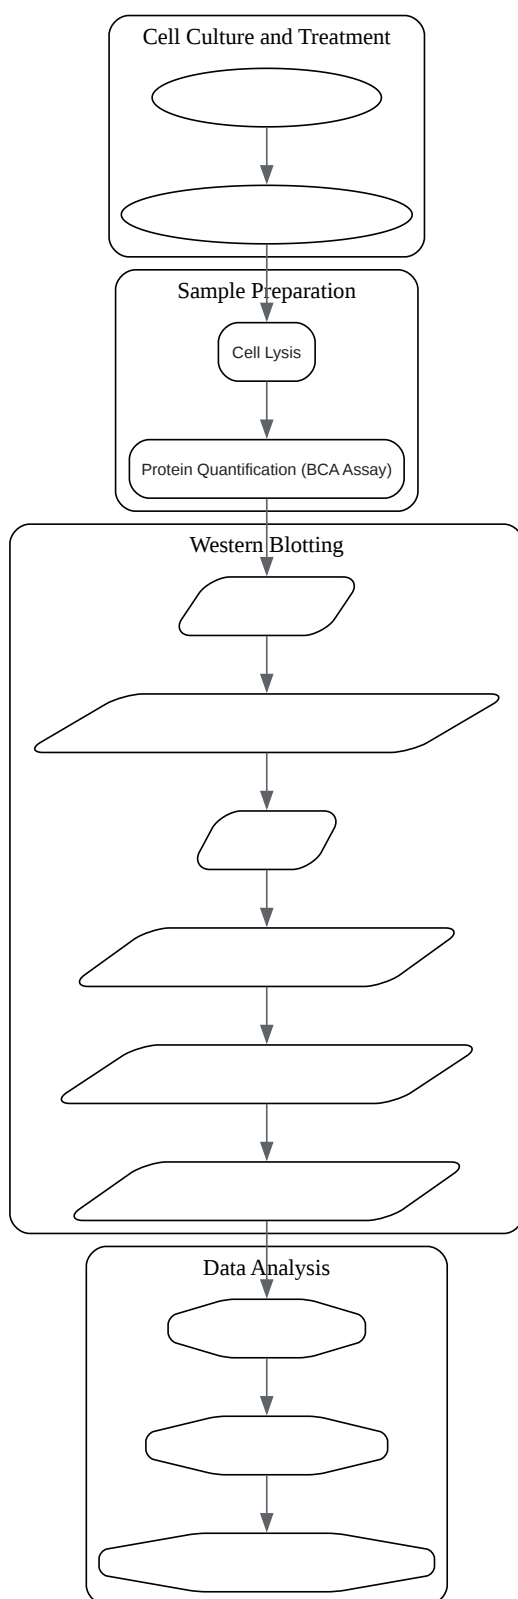 Cell Culture and Treatment
Sample Preparation
Cell Lysis
Protein Quantification (BCA Assay)
Western Blotting
Data Analysis